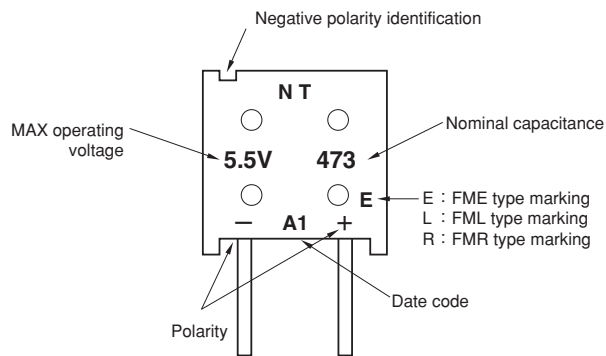 Negative polarity identification
N T
MAX operating
voltage
5.5V
473
Nominal capacitance
E
E : FME type marking
L : FML type marking
R : FMR type marking
− A1 +
Date code
Polarity